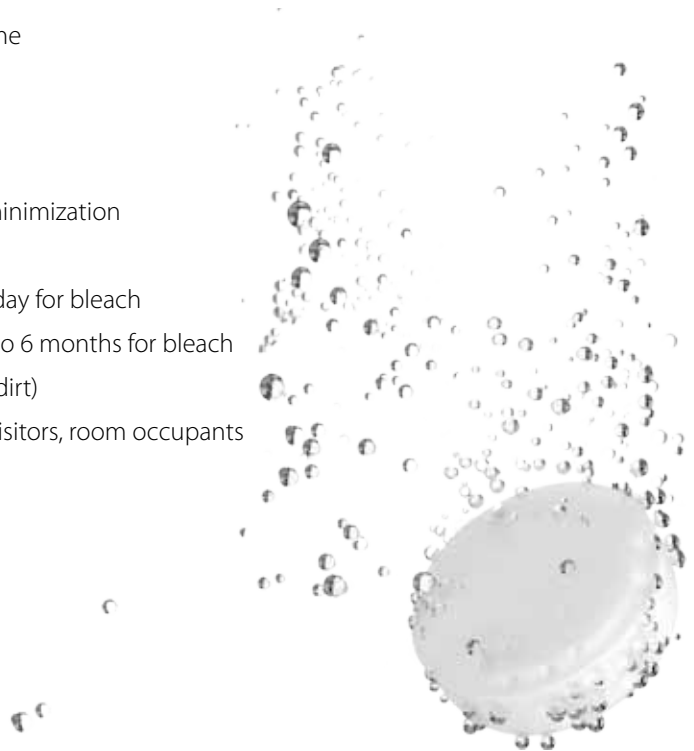 ne
inimization
day for bleach
o 6 months for bleach
dirt)
isitors, room occupants